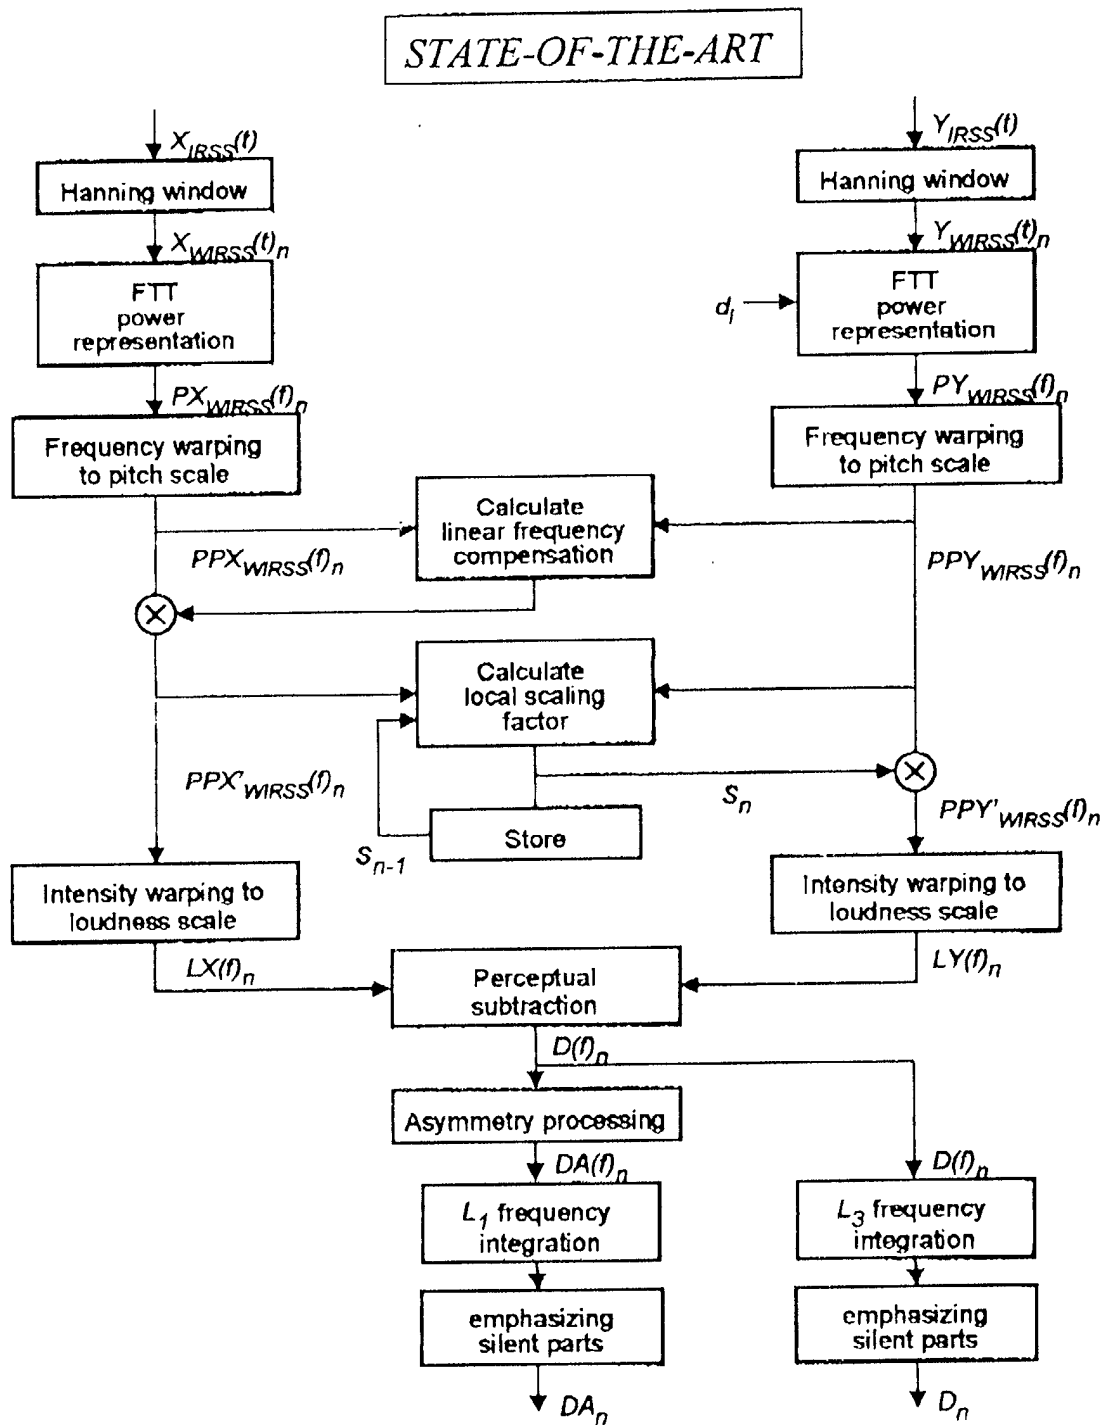 STATE-OF-THE-ART
X_IRSS(t)
Y_IRSS(t)
Hanning window
Hanning window
X_WIRSS(t)_n
Y_WIRSS(t)_n
FTT
power
representation
d_i
FTT
power
representation
PX_WIRSS(f)_n
PY_WIRSS(f)_n
Frequency warping
to pitch scale
Frequency warping
to pitch scale
Calculate
linear frequency
compensation
PPX_WIRSS(f)_n
PPY_WIRSS(f)_n
Calculate
local scaling
factor
PPX'_WIRSS(f)_n
S_n
PPY'_WIRSS(f)_n
Store
S_n-1
Intensity warping to
loudness scale
Intensity warping to
loudness scale
LX(f)_n
LY(f)_n
Perceptual
subtraction
D(f)_n
Asymmetry processing
DA(f)_n
D(f)_n
L_1 frequency
integration
L_3 frequency
integration
emphasizing
silent parts
emphasizing
silent parts
DA_n
D_n